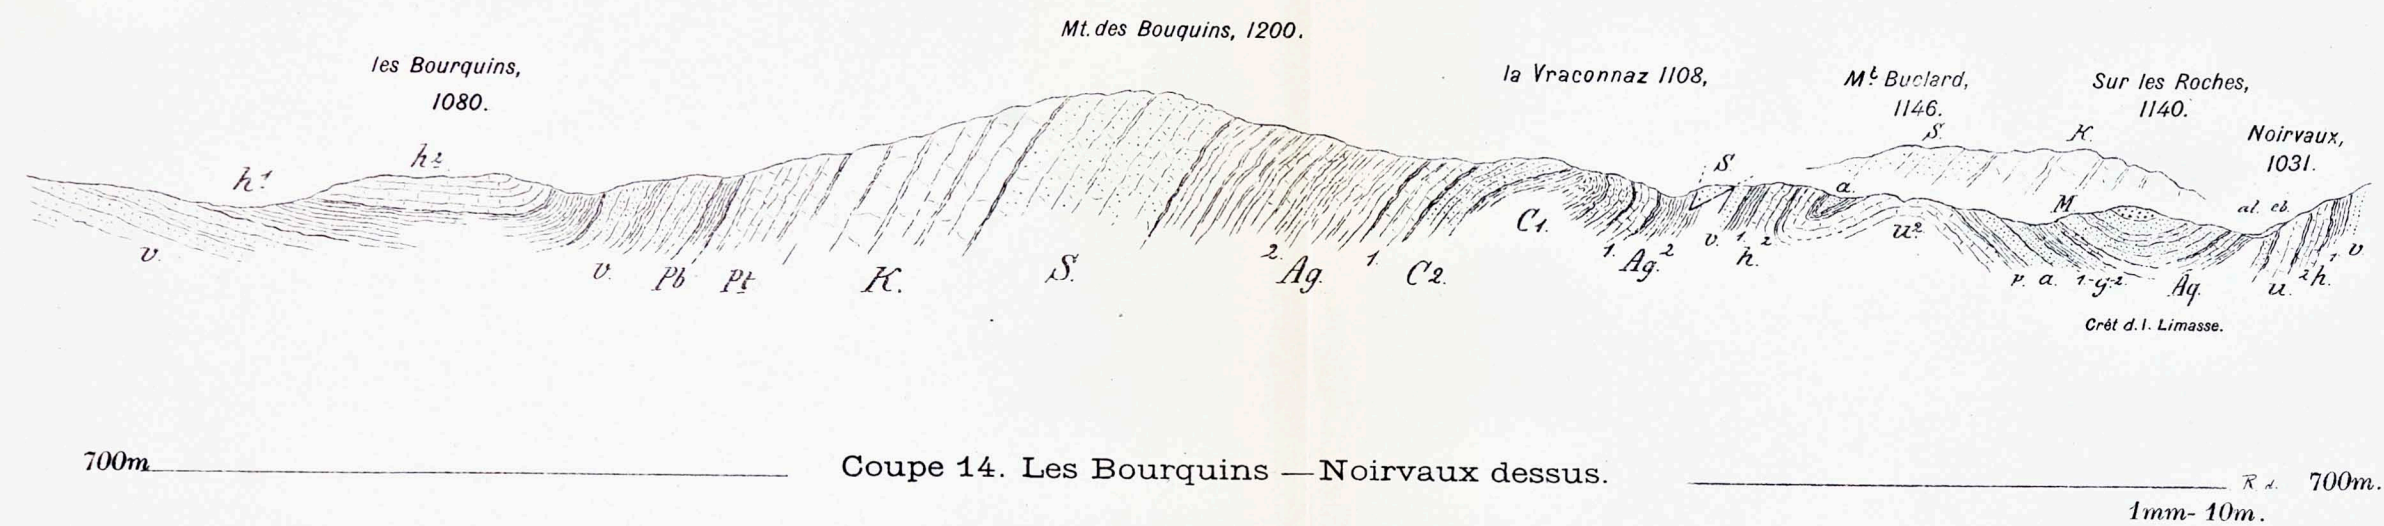 Mt. des Bouquins, 1200.
les Bourquins,
1080.
la Vraconnaz 1108,
Mt Buclard,
1146.
Sur les Roches,
1140.
Noirvaux,
1031.
S. K.
h1 h2 S. a. M al. eb.
v. v. Pb Pt K. S. 2. Ag. 1. C2. C1. 1. Ag. 2 v. 1. 2 h. u2 r. a. 1-g-2. Aq. u. 2h. 1 v
Crêt d. l. Limasse.
700m
Coupe 14. Les Bourquins — Noirvaux dessus.
R d. 700m.
1mm- 10m.